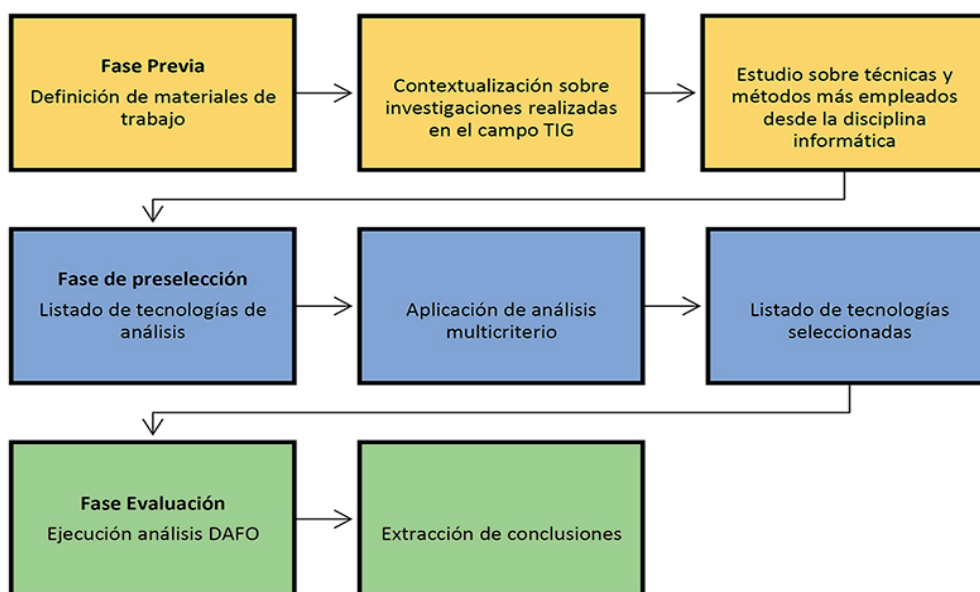 Fase Previa
Definición de materiales de
trabajo
Contextualización sobre
investigaciones realizadas
en el campo TIG
Estudio sobre técnicas y
métodos más empleados
desde la disciplina
informática
Fase de preselección
Listado de tecnologías de
análisis
Aplicación de análisis
multicriterio
Listado de tecnologías
seleccionadas
Fase Evaluación
Ejecución análisis DAFO
Extracción de conclusiones